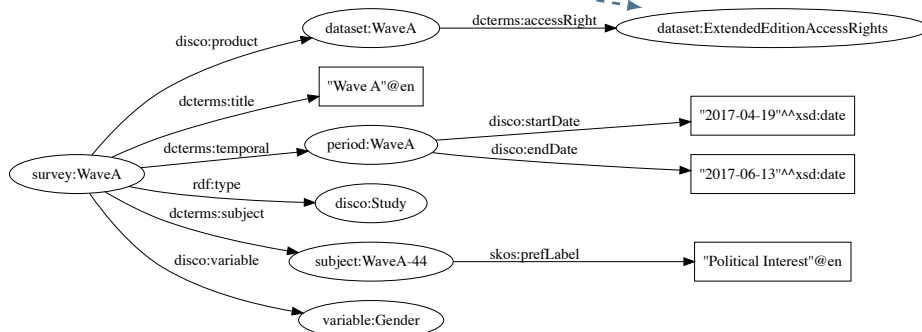 disco:product
dataset:WaveA
dcterms:accessRight
dataset:ExtendedEditionAccessRights
dcterms:title
"Wave A"@en
dcterms:temporal
period:WaveA
disco:startDate
"2017-04-19"^^xsd:date
disco:endDate
"2017-06-13"^^xsd:date
survey:WaveA
rdf:type
disco:Study
dcterms:subject
subject:WaveA-44
skos:prefLabel
"Political Interest"@en
disco:variable
variable:Gender